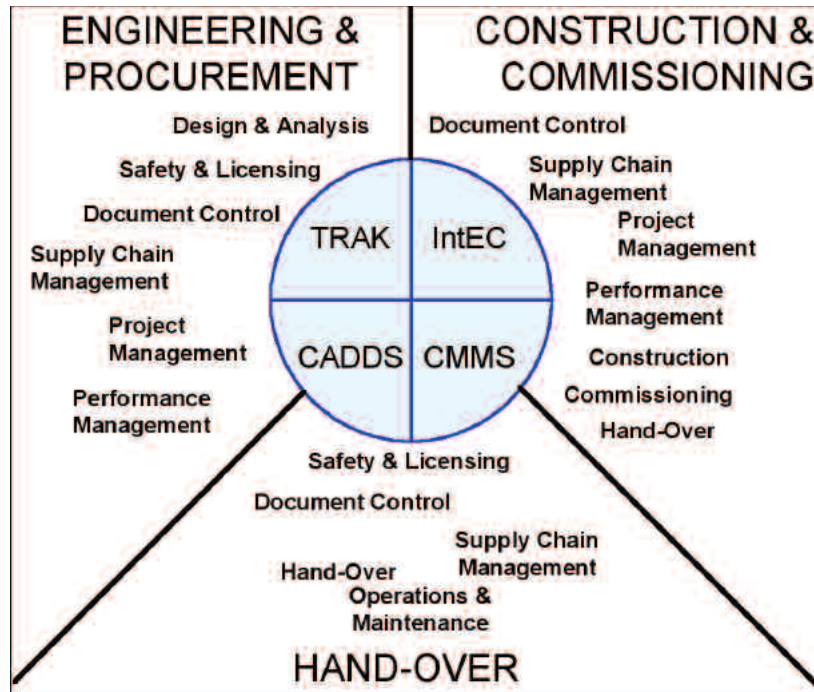 ENGINEERING &
PROCUREMENT
Design & Analysis
Safety & Licensing
Document Control
Supply Chain
Management
Project
Management
Performance
Management
CONSTRUCTION &
COMMISSIONING
Document Control
Supply Chain
Management
Project
Management
Performance
Management
Construction
Commissioning
Hand-Over
TRAK
IntEC
CADDS
CMMS
Safety & Licensing
Document Control
Supply Chain
Management
Hand-Over
Operations &
Maintenance
HAND-OVER